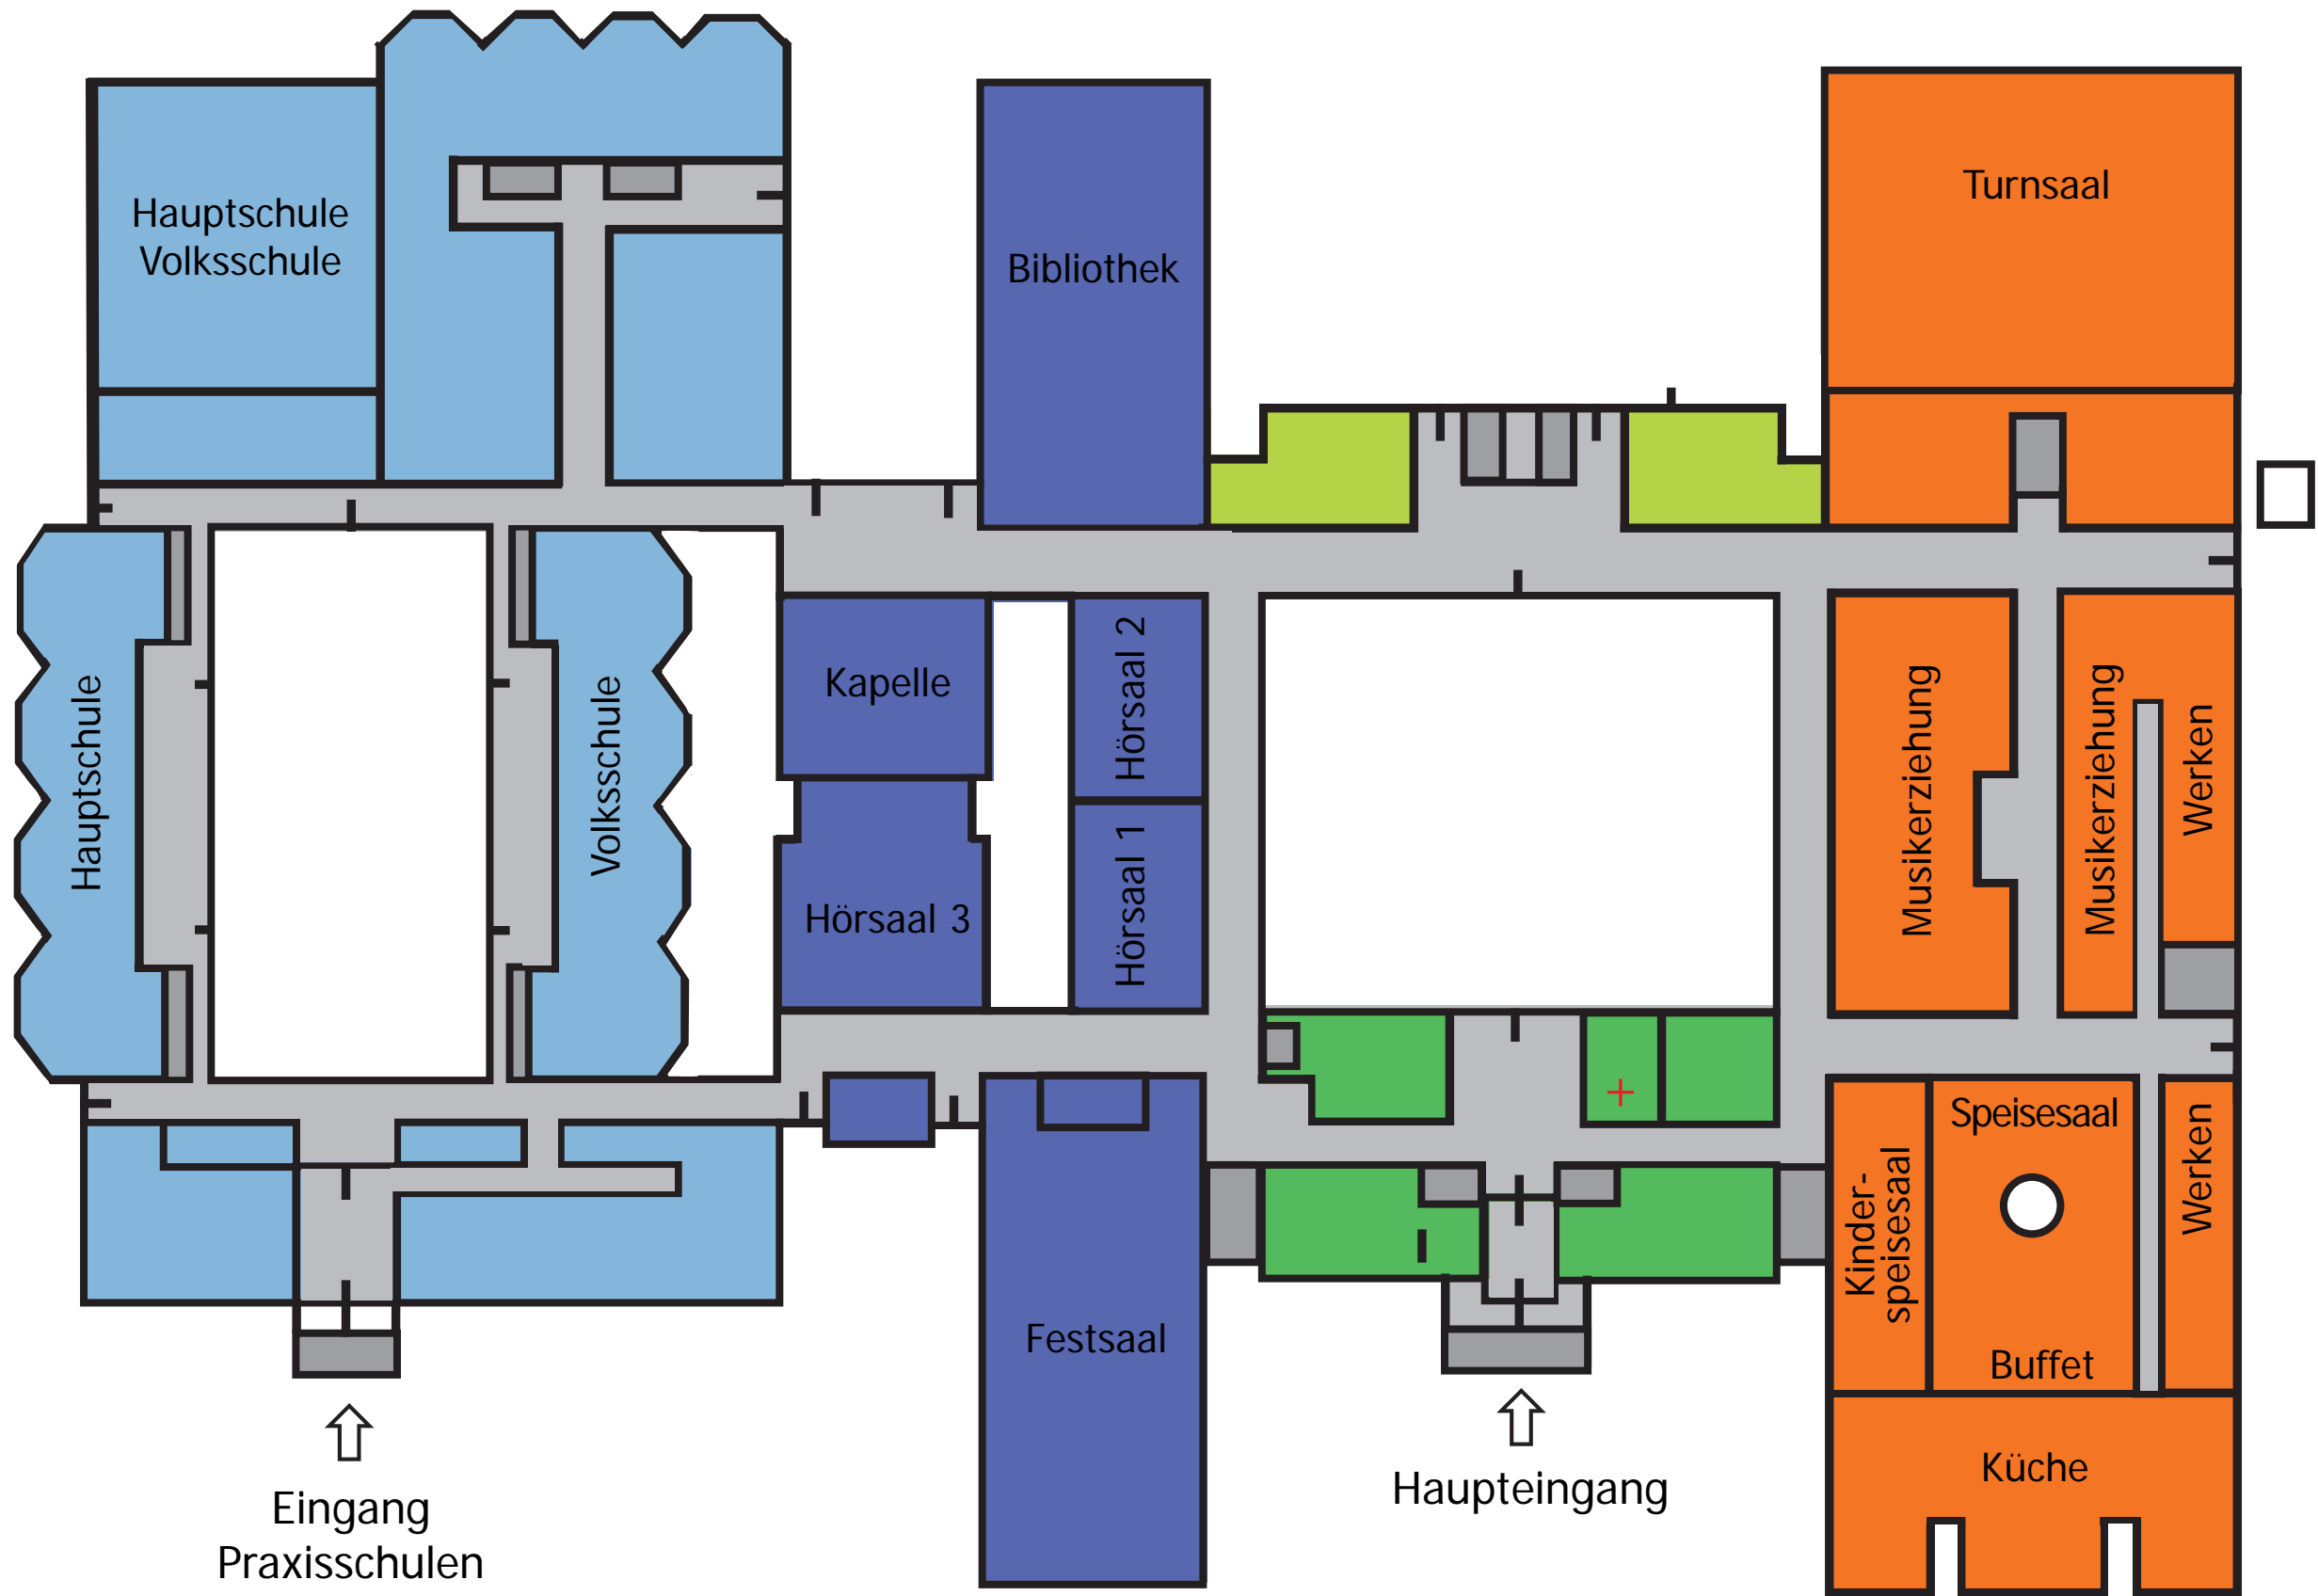 Hauptschule
Volksschule
Bibliothek
Turnsaal
Hauptschule
Volksschule
Kapelle
Hörsaal 3
Hörsaal 2
Hörsaal 1
Musikerziehung
Musikerziehung
Werken
Kinder-
speisesaal
Speisesaal
Buffet
Werken
Küche
Festsaal
Haupteingang
Eingang
Praxisschulen